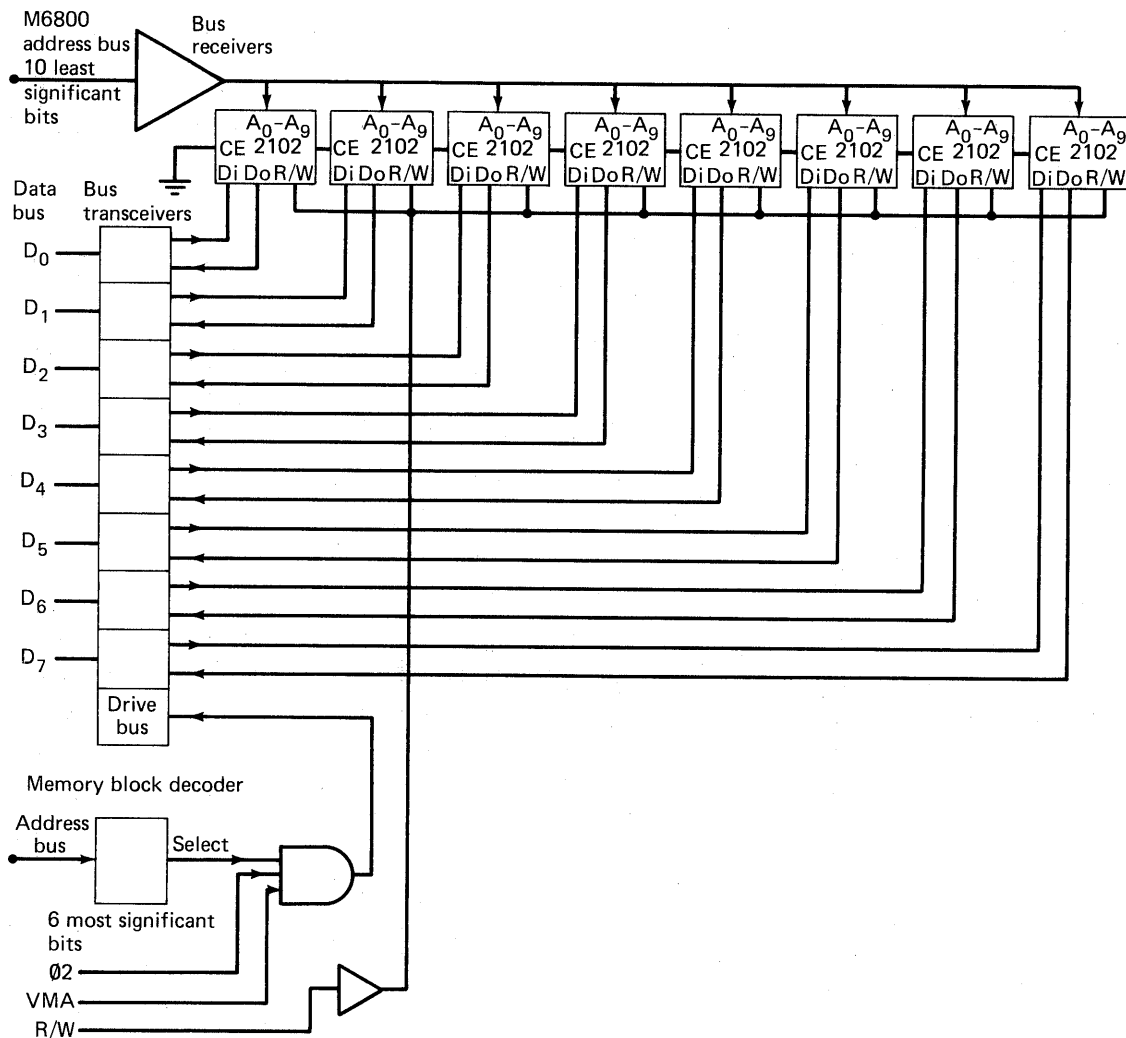 M6800
address bus
10 least
significant
bits
Bus
receivers
A0–A9
CE 2102
Di Do R/W
A0–A9
CE 2102
Di Do R/W
A0–A9
CE 2102
Di Do R/W
A0–A9
CE 2102
Di Do R/W
A0–A9
CE 2102
Di Do R/W
A0–A9
CE 2102
Di Do R/W
A0–A9
CE 2102
Di Do R/W
A0–A9
CE 2102
Di Do R/W
Data
bus
Bus
transceivers
D0
D1
D2
D3
D4
D5
D6
D7
Drive
bus
Memory block decoder
Address
bus
Select
6 most significant
bits
Ø2
VMA
R/W